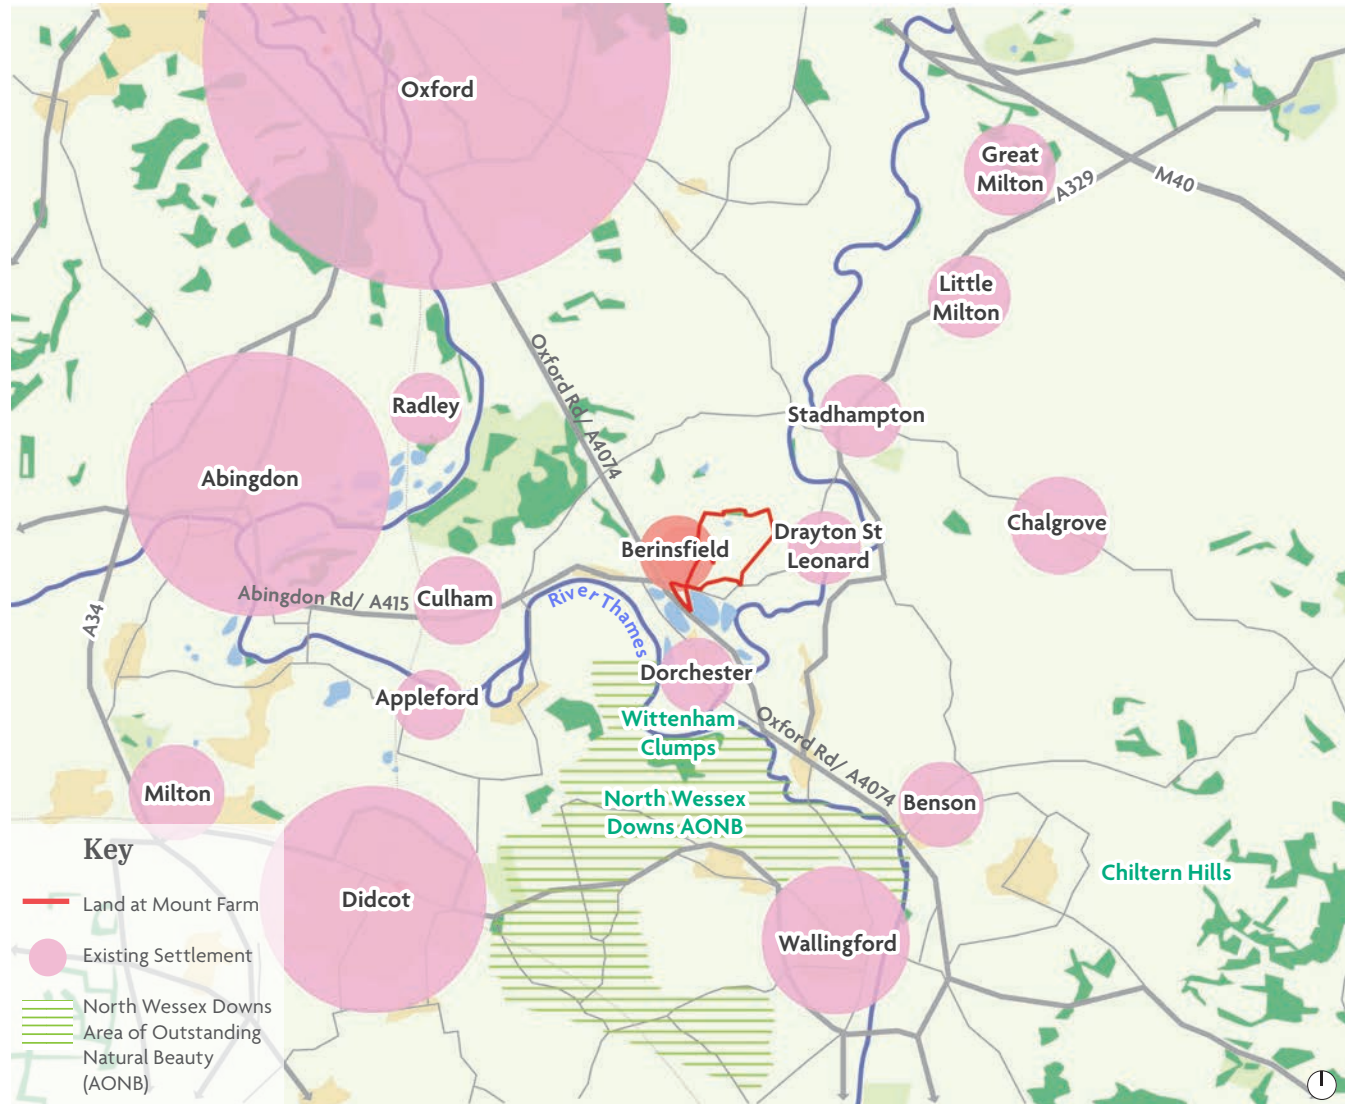 Oxford
Great
Milton
A329
M40
Little
Milton
Oxford Rd/ A4074
Radley
Stadhampton
Abingdon
Chalgrove
Berinsfield
Drayton St
Leonard
Abingdon Rd/ A415
Culham
River Thames
A34
Dorchester
Appleford
Wittenham
Clumps
Oxford Rd/ A4074
Milton
North Wessex
Downs AONB
Benson
Chiltern Hills
Didcot
Wallingford
Key
Land at Mount Farm
Existing Settlement
North Wessex Downs
Area of Outstanding
Natural Beauty
(AONB)